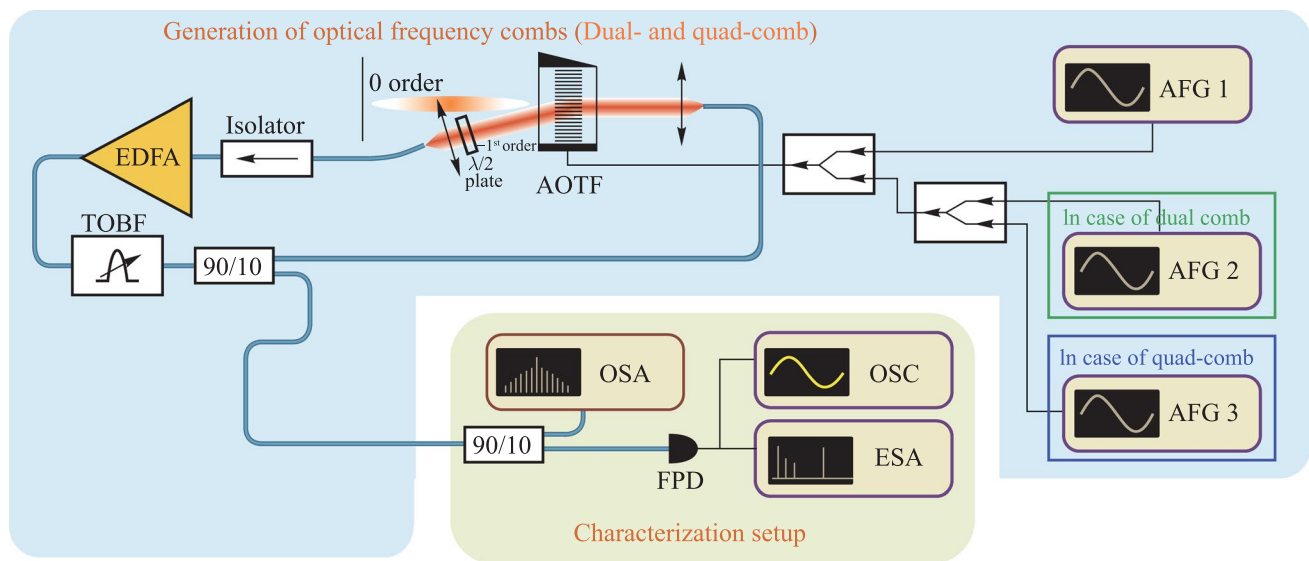 Generation of optical frequency combs (Dual- and quad-comb)
0 order
Isolator
EDFA
−1st order
λ/2
plate
AOTF
AFG 1
TOBF
90/10
In case of dual comb
AFG 2
In case of quad-comb
AFG 3
OSA
OSC
90/10
FPD
ESA
Characterization setup